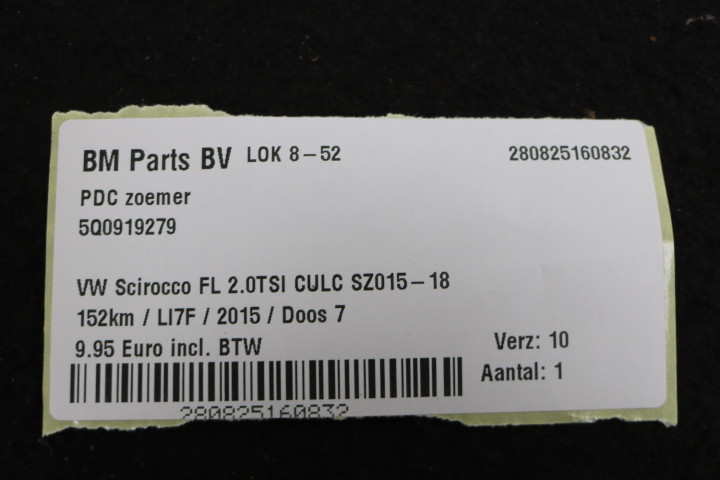 BM Parts BV LOK 8-52 280825160832
PDC zoemer
5Q0919279
VW Scirocco FL 2.0TSI CULC SZ015-18
152km / LI7F / 2015 / Doos 7
9.95 Euro incl. BTW Verz: 10
Aantal: 1
280825160832